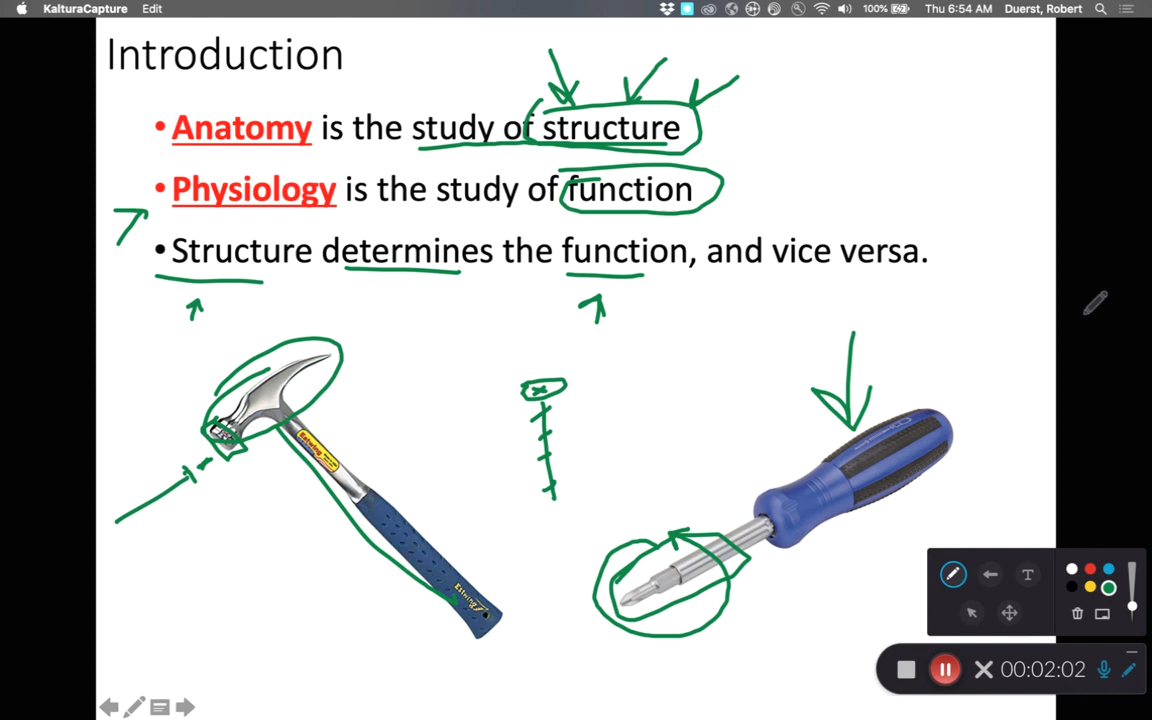 KalturaCapture Edit 100% Thu 6:54 AM Duerst, Robert
Introduction
• Anatomy is the study of structure
• Physiology is the study of function
• Structure determines the function, and vice versa.
Estwing
Estwing
T
00:02:02